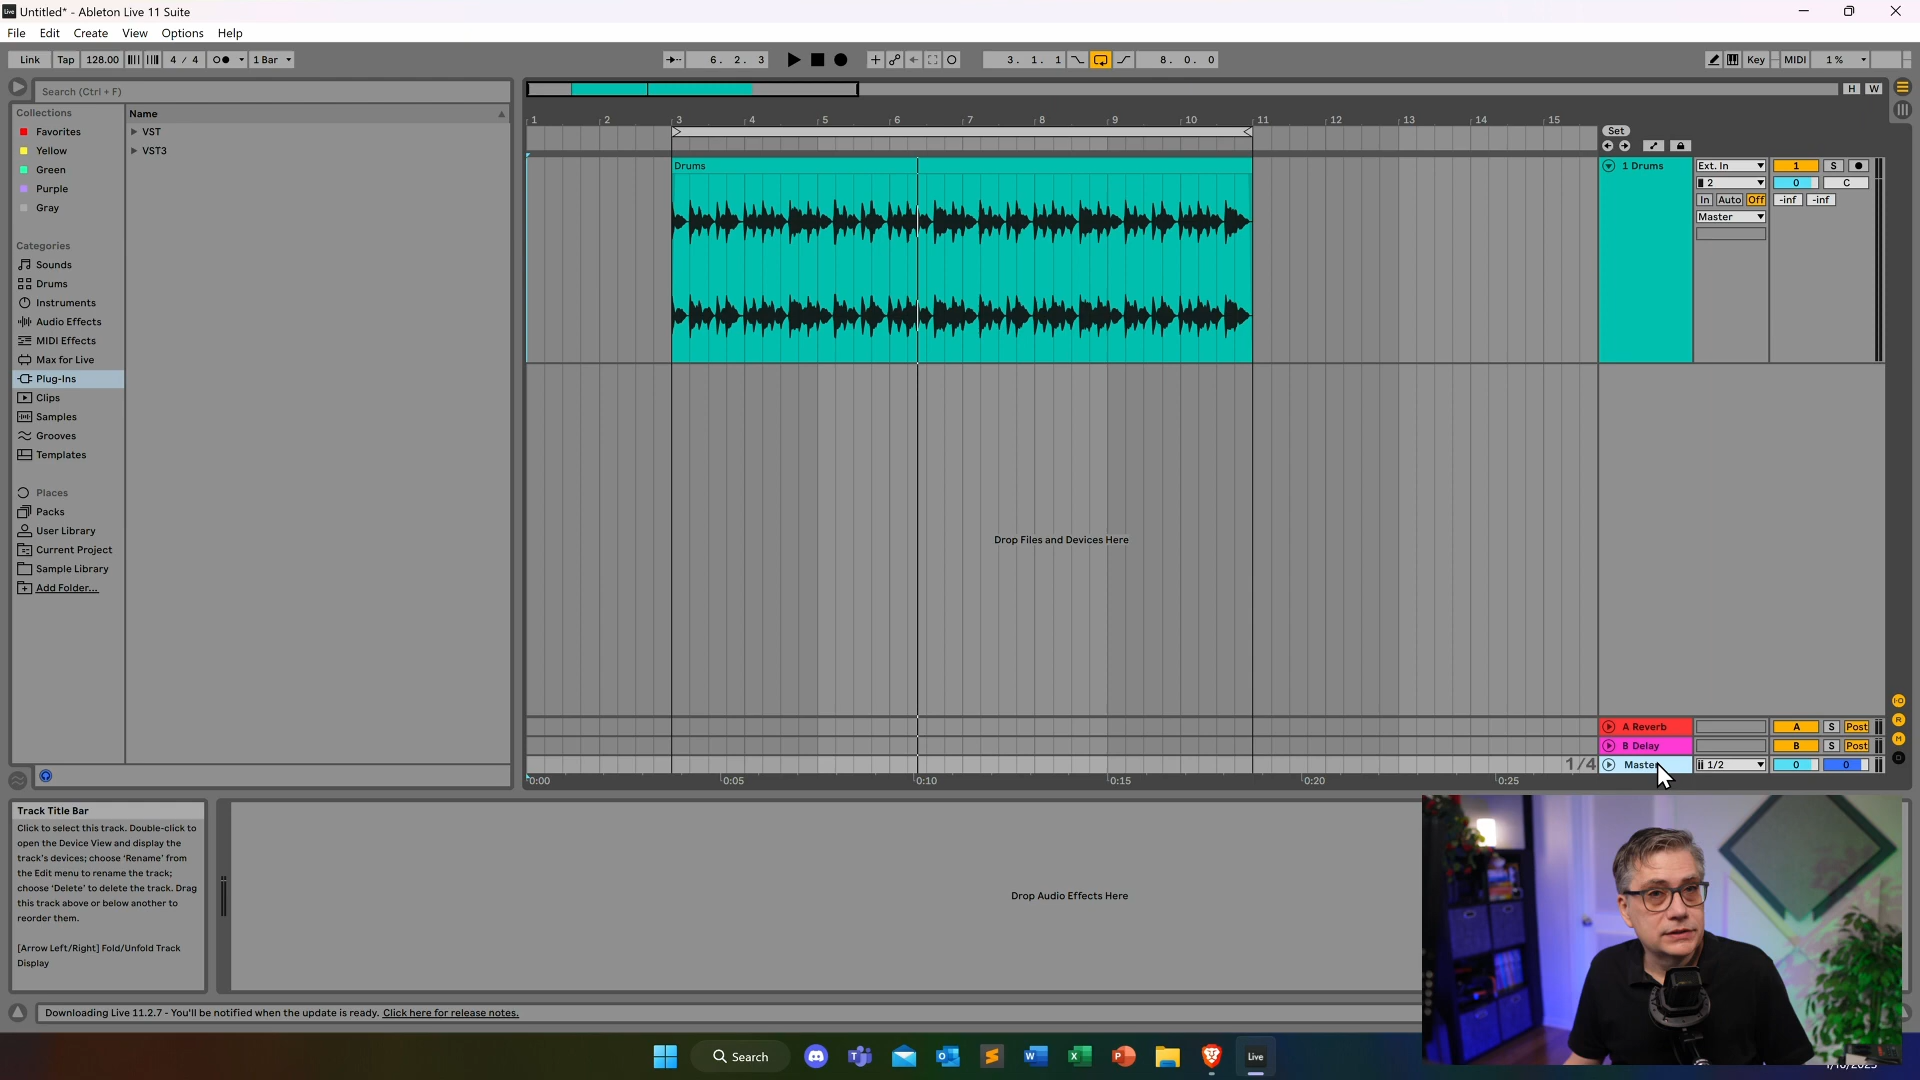 Untitled* - Ableton Live 11 Suite
File Edit Create View Options Help
Link Tap 128.00 4 / 4 1 Bar 6. 2. 3 3. 1. 1 8. 0. 0 Key MIDI 1 %
Search (Ctrl + F)
H W
Collections Name
Favorites
Yellow
Green
Purple
Gray
VST
VST3
Categories
Sounds
Drums
Instruments
Audio Effects
MIDI Effects
Max for Live
Plug-Ins
Clips
Samples
Grooves
Templates
Places
Packs
User Library
Current Project
Sample Library
Add Folder...
1 2 3 4 5 6 7 8 9 10 11 12 13 14 15
Set
Drums
1 Drums Ext. In 1 S
2 0 C
In Auto Off -inf -inf
Master
Drop Files and Devices Here
A Reverb A S Post
B Delay B S Post
1/4 Master 1/2 0 0
0:00 0:05 0:10 0:15 0:20 0:25
Track Title Bar
Click to select this track. Double-click to
open the Device View and display the
track's devices; choose 'Rename' from
the Edit menu to rename the track;
choose 'Delete' to delete the track. Drag
this track above or below another to
reorder them.
[Arrow Left/Right] Fold/Unfold Track
Display
Drop Audio Effects Here
Downloading Live 11.2.7 - You'll be notified when the update is ready. Click here for release notes.
Search
Live